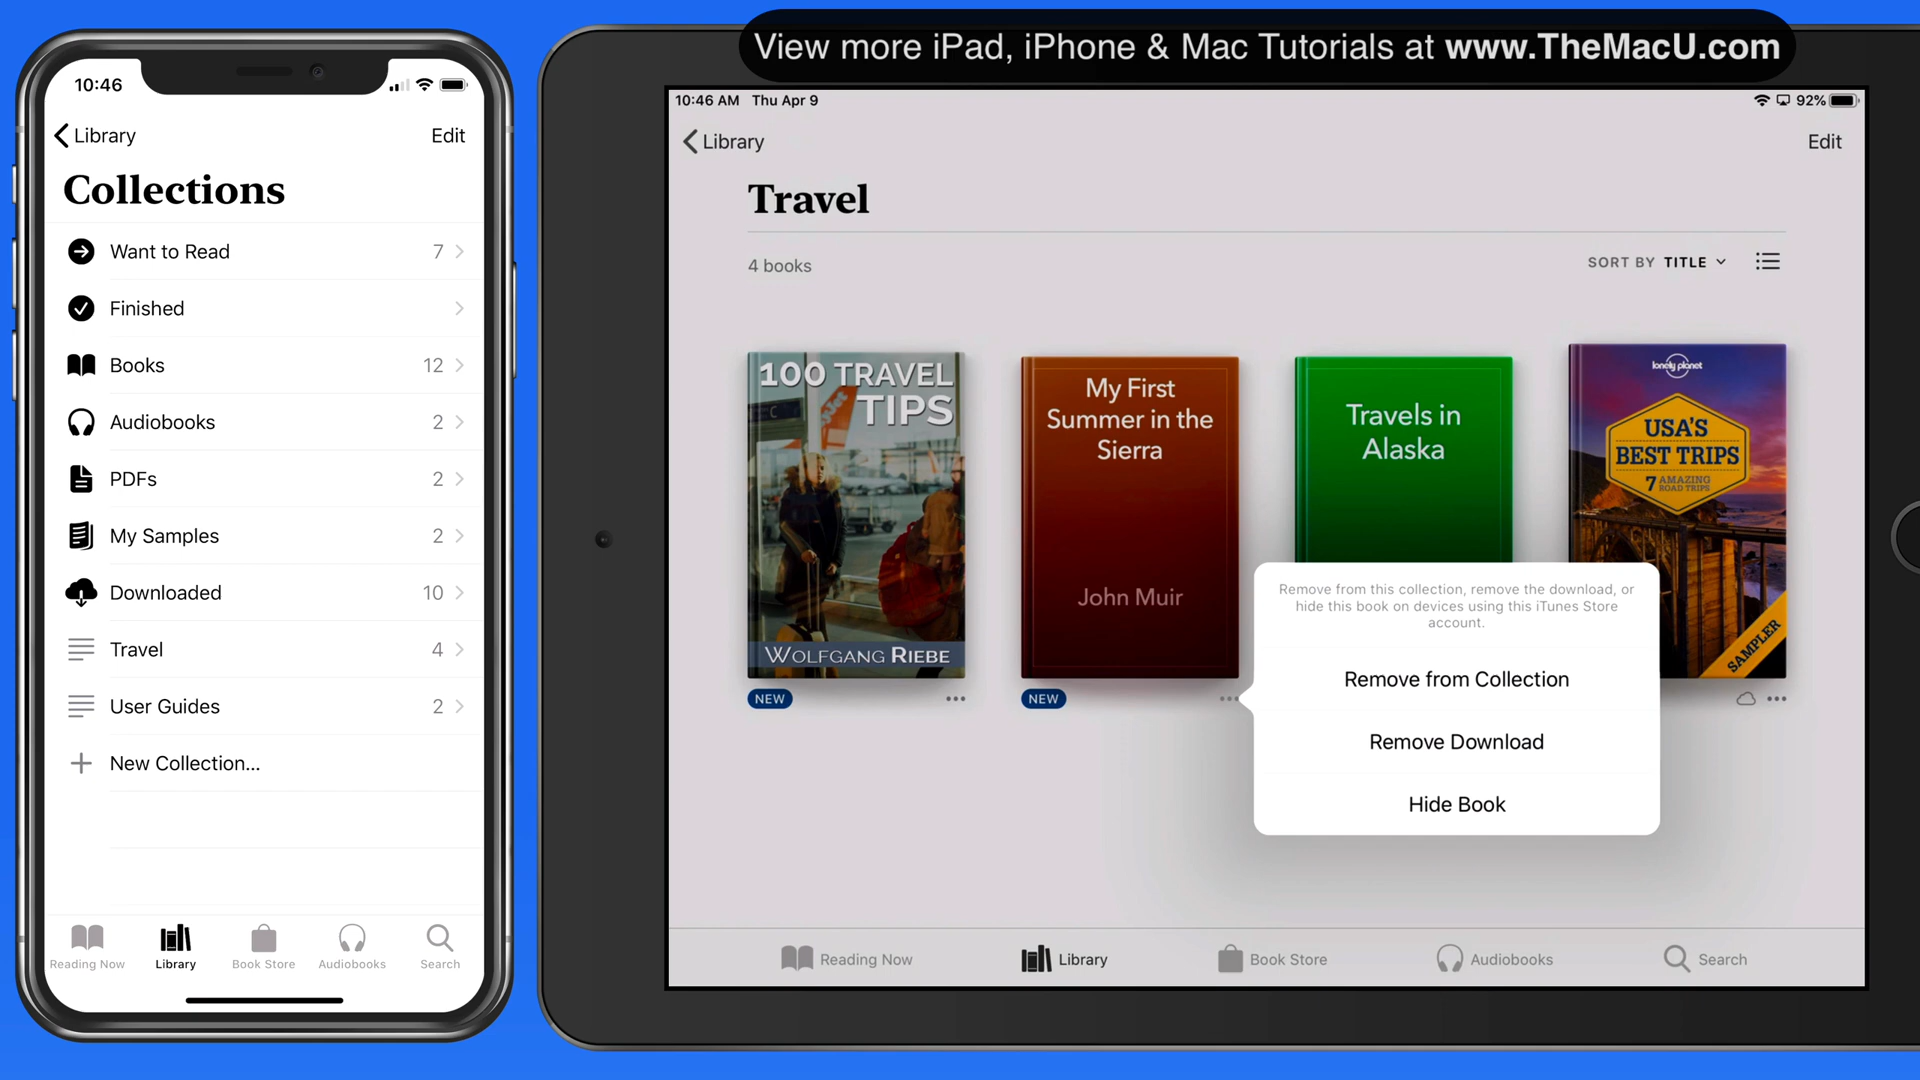 View more iPad, iPhone & Mac Tutorials at www.TheMacU.com
10:46
Library
Edit
Collections
Want to Read 7
Finished
Books 12
Audiobooks 2
PDFs 2
My Samples 2
Downloaded 10
Travel 4
User Guides 2
New Collection...
Reading Now
Library
Book Store
Audiobooks
Search
10:46 AM Thu Apr 9
92%
Library
Edit
Travel
4 books
SORT BY TITLE
100 TRAVEL
TIPS
WOLFGANG RIEBE
NEW
My First
Summer in the
Sierra
John Muir
NEW
Travels in
Alaska
lonely planet
USA'S
BEST TRIPS
7 AMAZING
ROAD TRIPS
SAMPLER
Remove from this collection, remove the download, or
hide this book on devices using this iTunes Store
account.
Remove from Collection
Remove Download
Hide Book
Reading Now
Library
Book Store
Audiobooks
Search